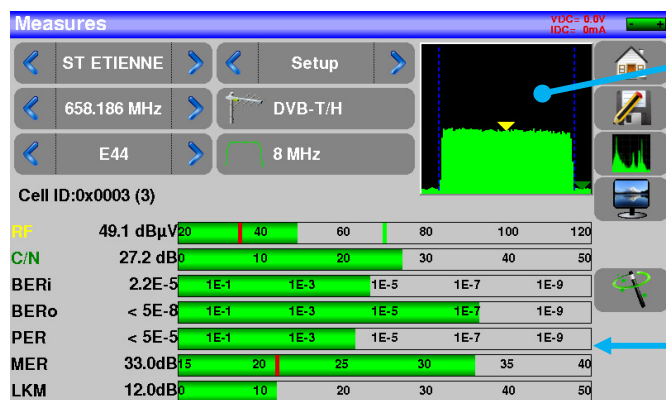 Measures VDC= 0.0V
IDC= 0mA
- +
ST ETIENNE Setup
658.186 MHz DVB-T/H
E44 8 MHz
Cell ID:0x0003 (3)
RF 49.1 dBµV 20 40 60 80 100 120
C/N 27.2 dB 0 10 20 30 40 50
BERi 2.2E-5 1E-1 1E-3 1E-5 1E-7 1E-9
BERo < 5E-8 1E-1 1E-3 1E-5 1E-7 1E-9
PER < 5E-5 1E-1 1E-3 1E-5 1E-7 1E-9
MER 33.0dB 15 20 25 30 35 40
LKM 12.0dB 0 10 20 30 40 50